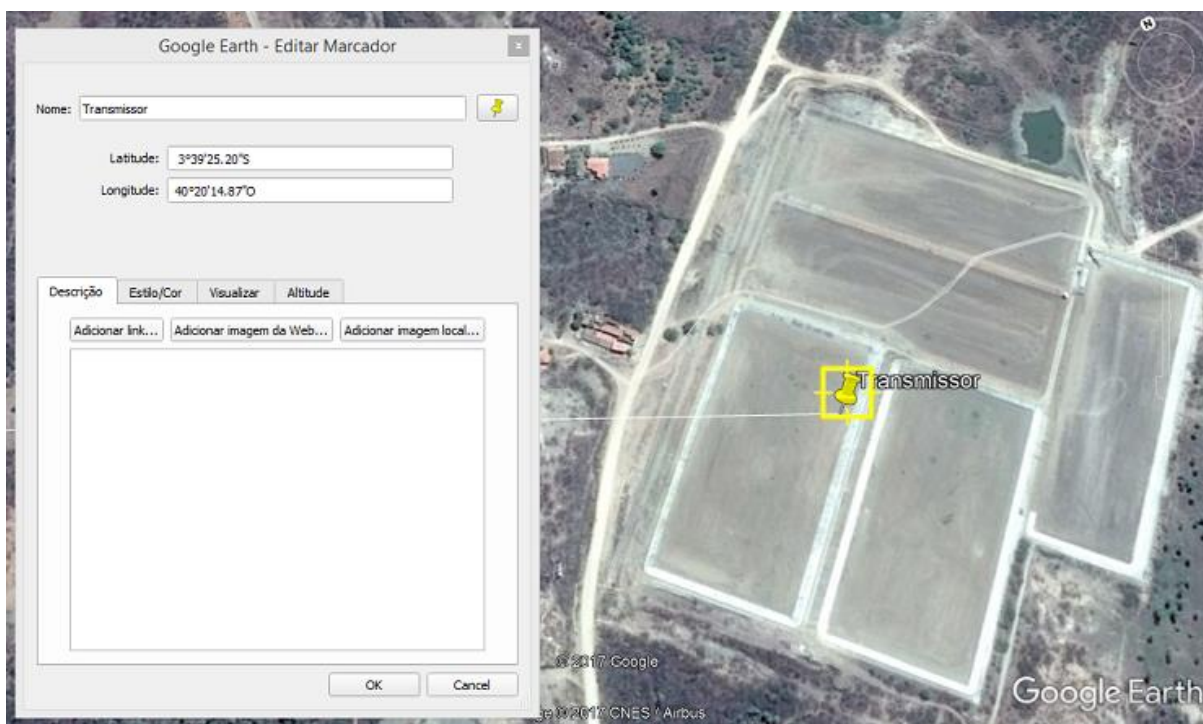 Google Earth - Editar Marcador
Nome: Transmissor
Latitude: 3°39'25.20"S
Longitude: 40°20'14.87"O
Descrição Estilo/Cor Visualizar Altitude
Adicionar link... Adicionar imagem da Web... Adicionar imagem local...
OK Cancel
N
Transmissor
© 2017 Google
© 2017 CNES / Airbus
Google Earth